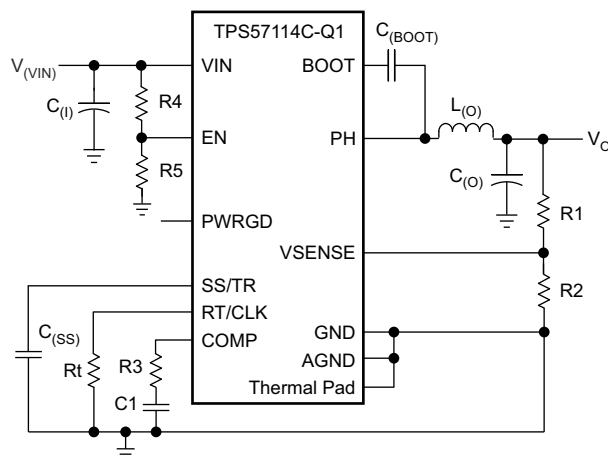 TPS57114C-Q1
C(BOOT)
V(VIN)
VIN
BOOT
C(I)
R4
L(O)
EN
PH
VO
R5
C(O)
R1
PWRGD
VSENSE
SS/TR
R2
RT/CLK
C(SS)
COMP
GND
Rt
R3
AGND
C1
Thermal Pad